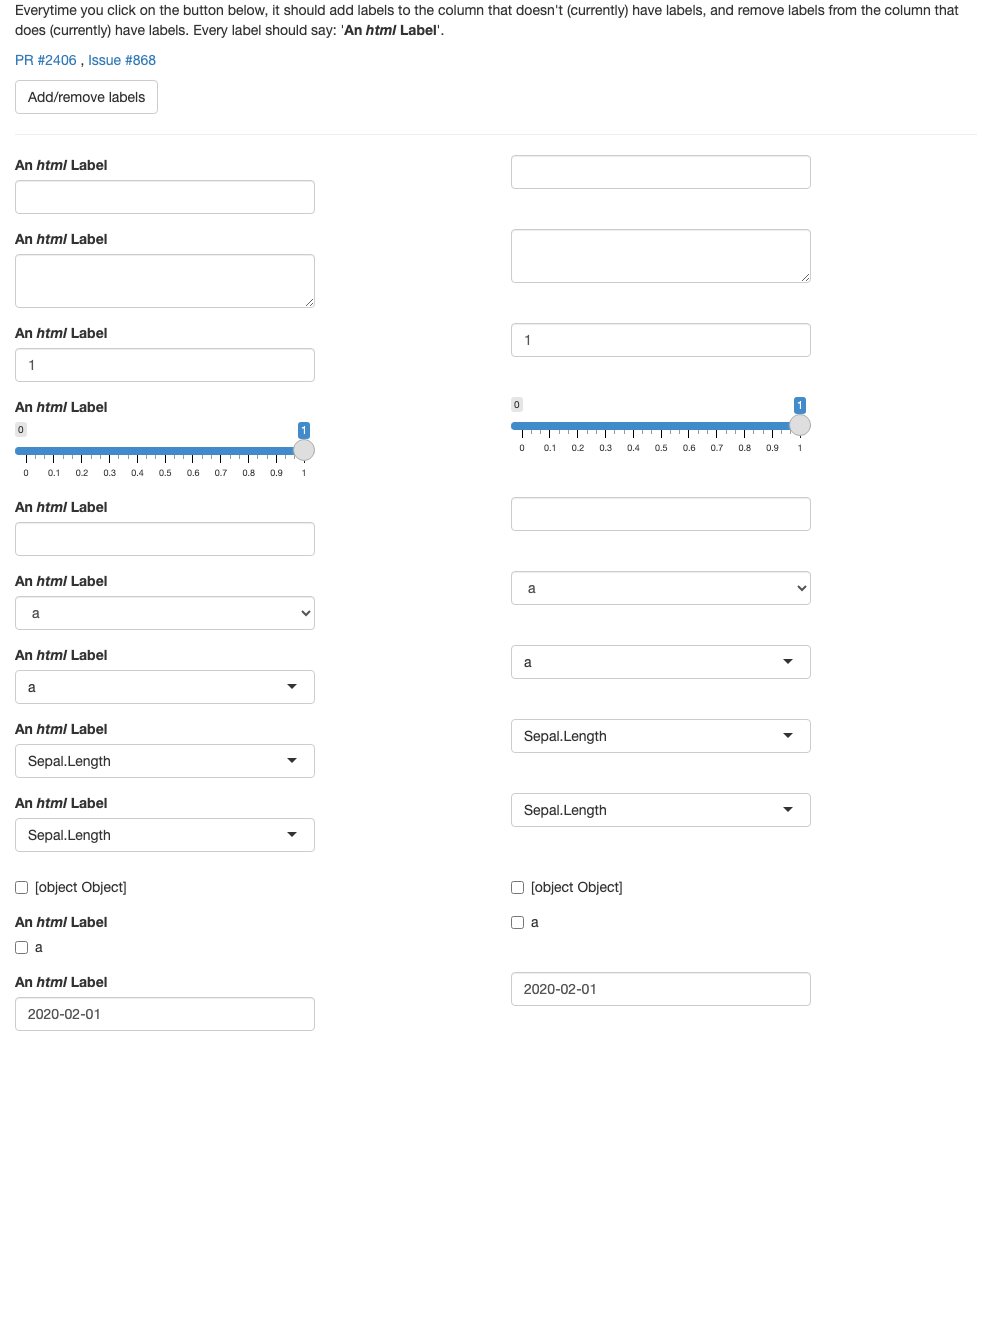 Everytime you click on the button below, it should add labels to the column that doesn't (currently) have labels, and remove labels from the column that
does (currently) have labels. Every label should say: 'An html Label'.
PR #2406 , Issue #868
Add/remove labels
An html Label
An html Label
An html Label
1
1
An html Label
0
1
0 0.1 0.2 0.3 0.4 0.5 0.6 0.7 0.8 0.9 1
0
1
0 0.1 0.2 0.3 0.4 0.5 0.6 0.7 0.8 0.9 1
An html Label
An html Label
a
a
An html Label
a
a
An html Label
Sepal.Length
Sepal.Length
An html Label
Sepal.Length
Sepal.Length
[object Object]
[object Object]
An html Label
a
a
An html Label
2020-02-01
2020-02-01